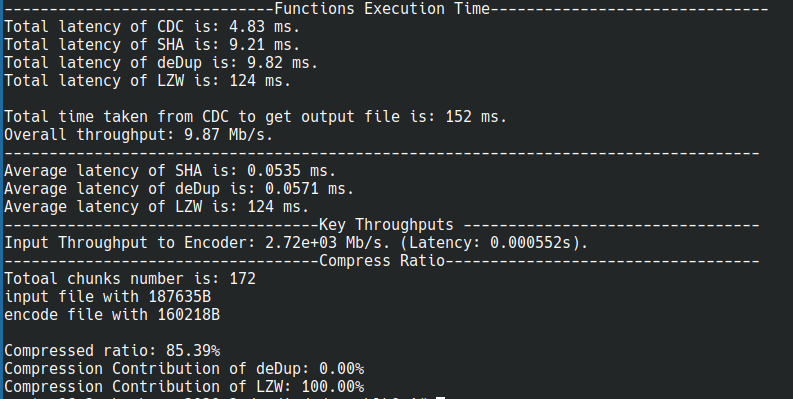 ------------------------------Functions Execution Time-------------------------------
Total latency of CDC is: 4.83 ms.
Total latency of SHA is: 9.21 ms.
Total latency of deDup is: 9.82 ms.
Total latency of LZW is: 124 ms.
Total time taken from CDC to get output file is: 152 ms.
Overall throughput: 9.87 Mb/s.
------------------------------------------------------------------------------------
Average latency of SHA is: 0.0535 ms.
Average latency of deDup is: 0.0571 ms.
Average latency of LZW is: 124 ms.
-----------------------------------Key Throughputs ---------------------------------
Input Throughput to Encoder: 2.72e+03 Mb/s. (Latency: 0.000552s).
-----------------------------------Compress Ratio-----------------------------------
Totoal chunks number is: 172
input file with 187635B
encode file with 160218B
Compressed ratio: 85.39%
Compression Contribution of deDup: 0.00%
Compression Contribution of LZW: 100.00%